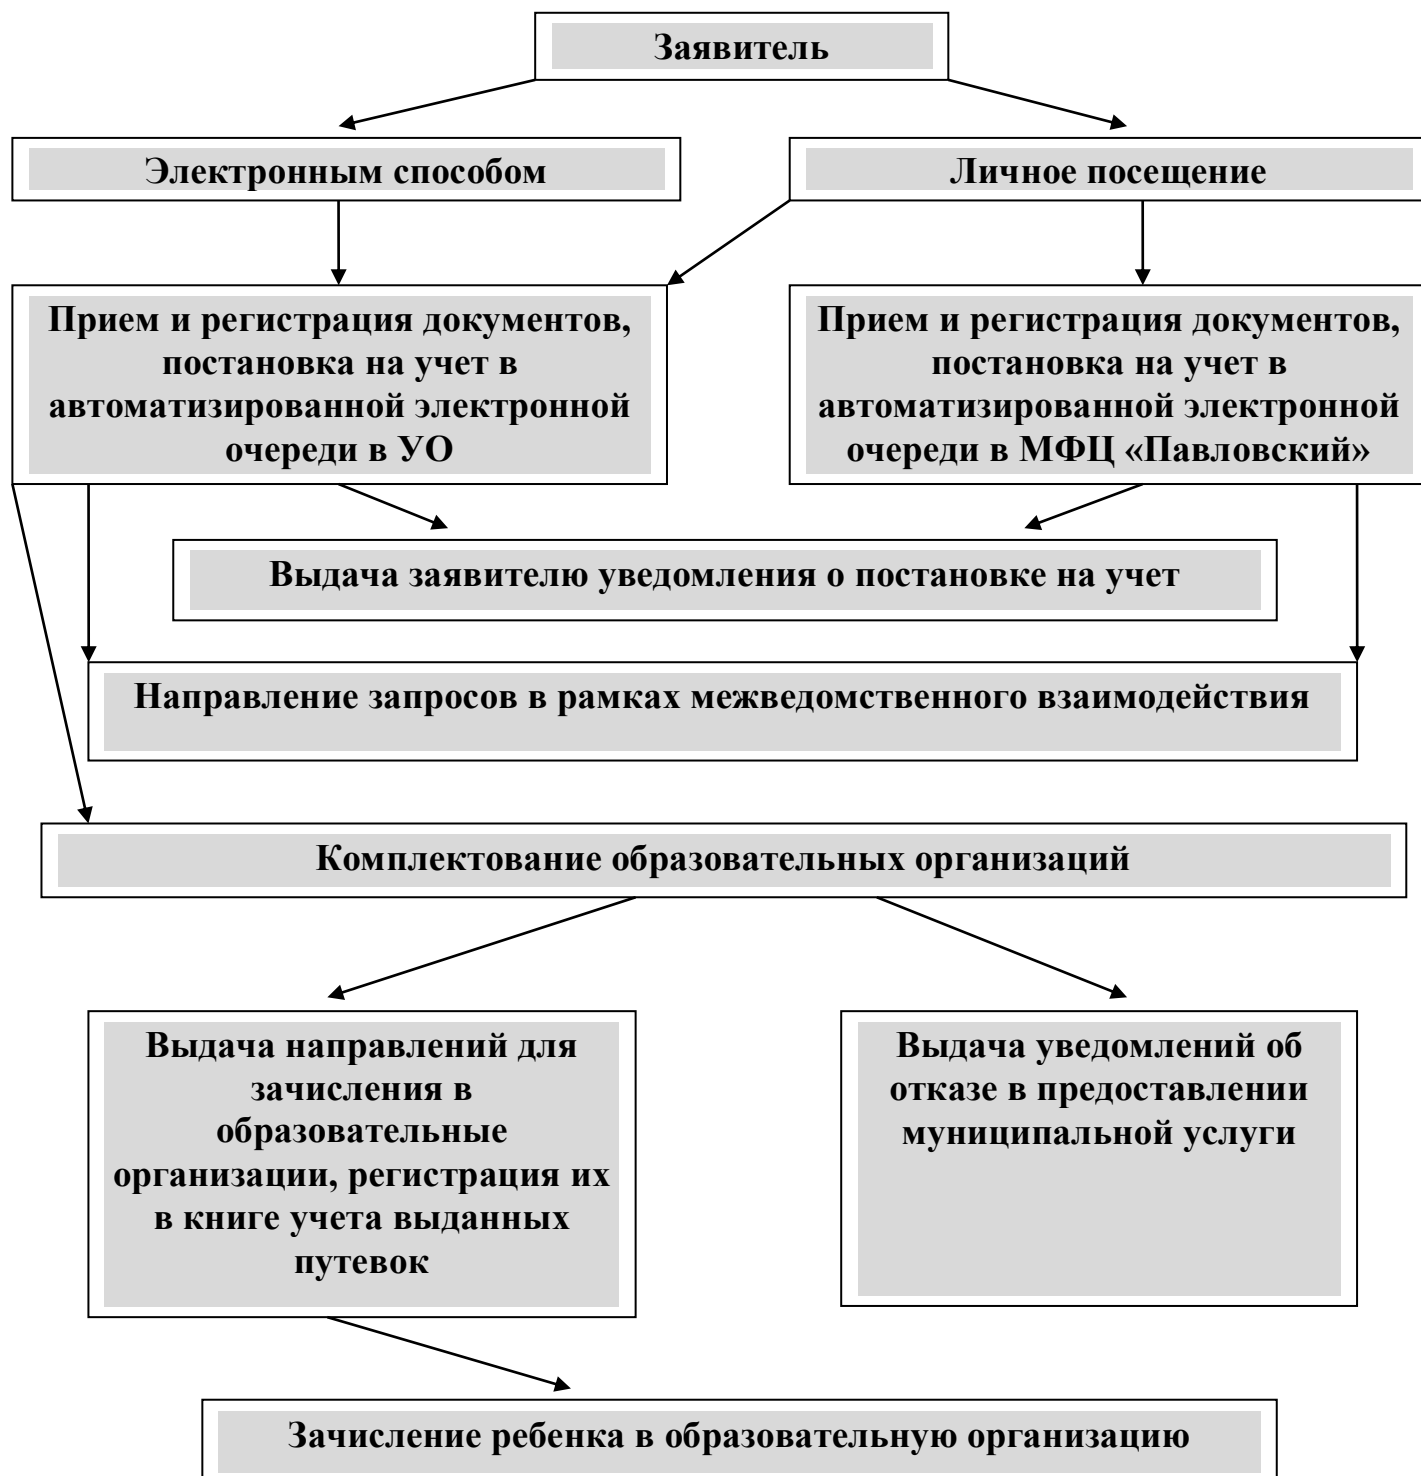 Заявитель
Электронным способом
Личное посещение
Прием и регистрация документов,
постановка на учет в
автоматизированной электронной
очереди в УО
Прием и регистрация документов,
постановка на учет в
автоматизированной электронной
очереди в МФЦ «Павловский»
Выдача заявителю уведомления о постановке на учет
Направление запросов в рамках межведомственного взаимодействия
Комплектование образовательных организаций
Выдача направлений для
зачисления в
образовательные
организации, регистрация их
в книге учета выданных
путевок
Выдача уведомлений об
отказе в предоставлении
муниципальной услуги
Зачисление ребенка в образовательную организацию